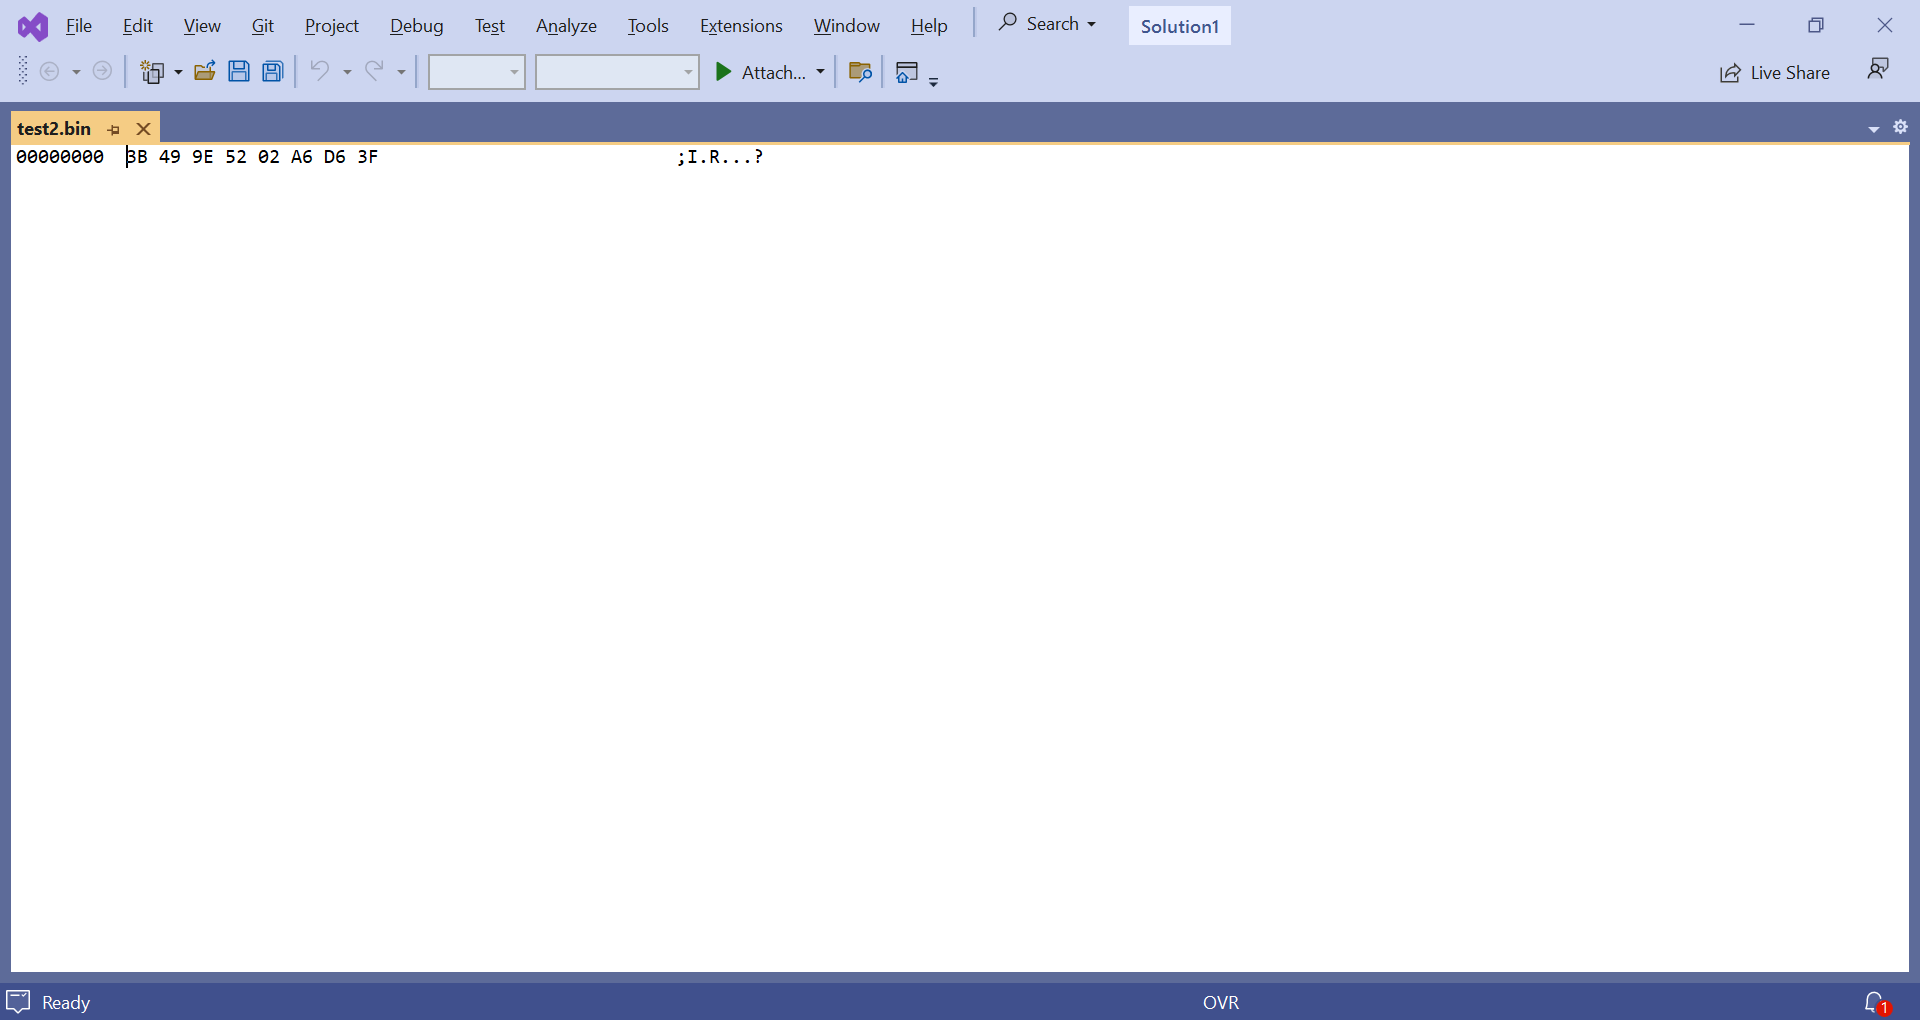 File Edit View Git Project Debug Test Analyze Tools Extensions Window Help Search Solution1
Attach... Live Share
test2.bin
00000000 3B 49 9E 52 02 A6 D6 3F ;I.R...?
Ready OVR 1